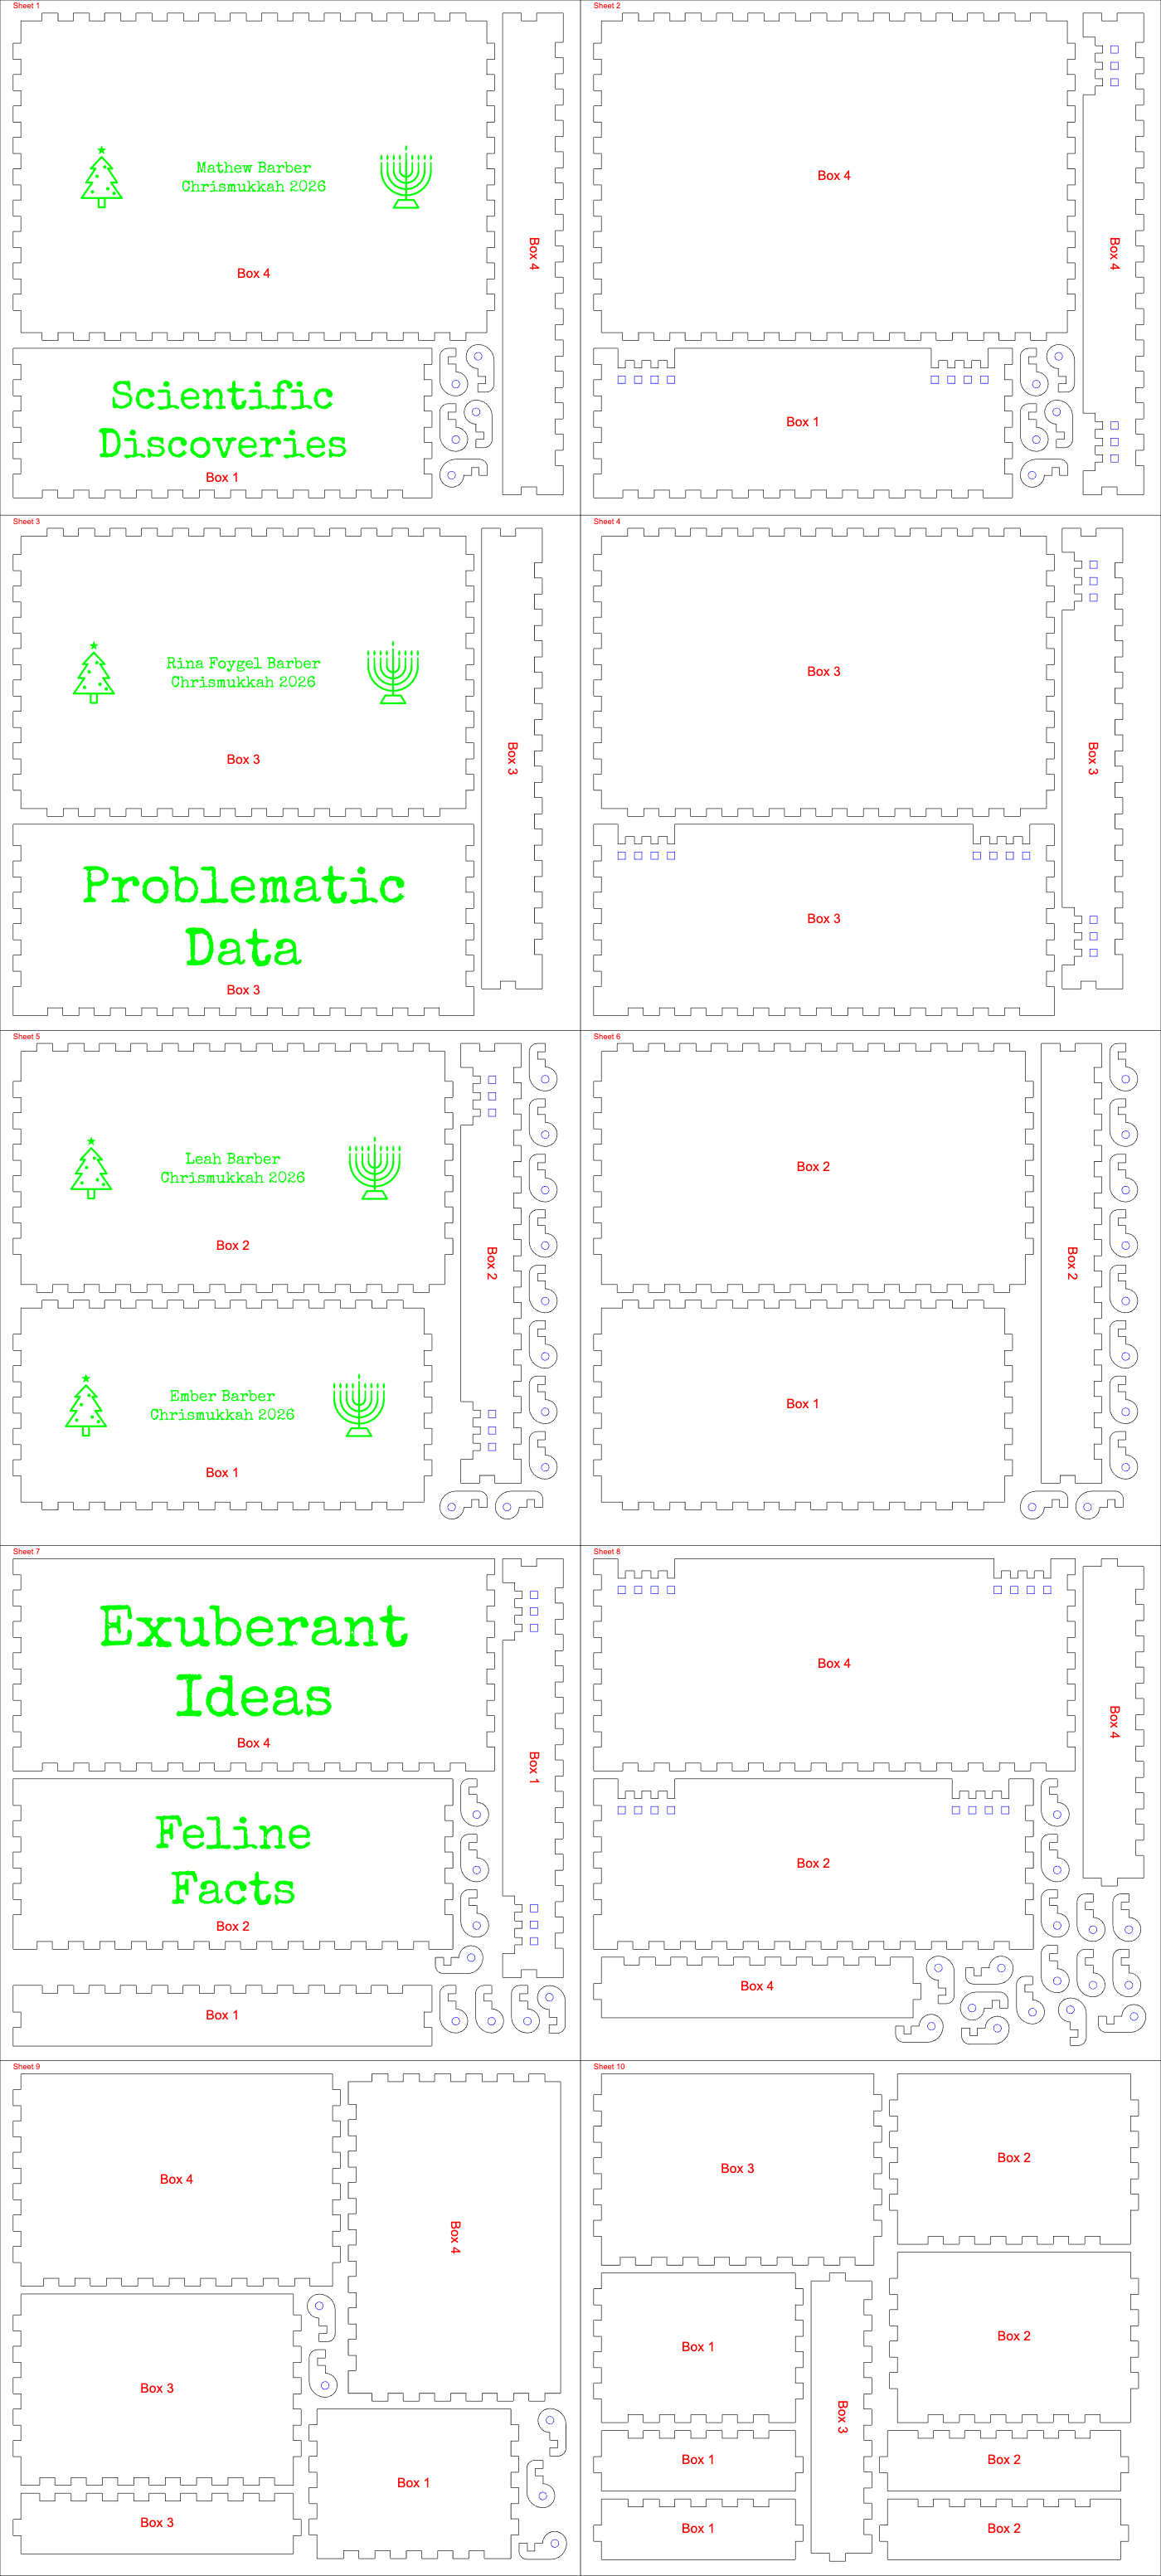 Sheet 1
Mathew Barber
Chrismukkah 2026
Box 4
Box 4
Scientific
Discoveries
Box 1
Sheet 2
Box 4
Box 4
Box 1
Sheet 3
Rina Foygel Barber
Chrismukkah 2026
Box 3
Box 3
Problematic
Data
Box 3
Sheet 4
Box 3
Box 3
Box 3
Sheet 5
Leah Barber
Chrismukkah 2026
Box 2
Box 2
Ember Barber
Chrismukkah 2026
Box 1
Sheet 6
Box 2
Box 2
Box 1
Sheet 7
Exuberant
Ideas
Box 4
Box 1
Feline
Facts
Box 2
Box 1
Sheet 8
Box 4
Box 4
Box 2
Box 4
Sheet 9
Box 4
Box 4
Box 3
Box 1
Box 3
Sheet 10
Box 3
Box 2
Box 1
Box 2
Box 3
Box 1
Box 2
Box 1
Box 2